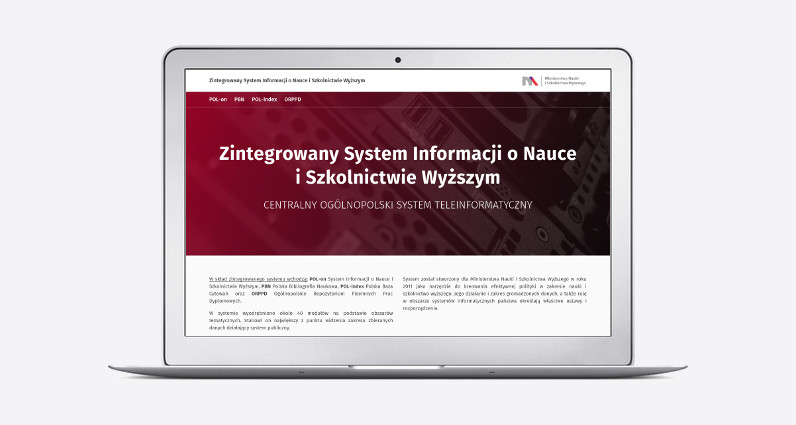 Zintegrowany System Informacji o Nauce i Szkolnictwie Wyższym
Ministerstwo Nauki
i Szkolnictwa Wyższego
POL-on PBN POL-Index ORPPD
Zintegrowany System Informacji o Nauce
i Szkolnictwie Wyższym
CENTRALNY OGÓLNOPOLSKI SYSTEM TELEINFORMATYCZNY
W skład zintegrowanego systemu wchodzą: POL-on System Informacji o Nauce i
Szkolnictwie Wyższym, PBN Polska Bibliografia Naukowa, POL-Index Polska Baza
Cytowań oraz ORPPD Ogólnopolskie Repozytorium Pisemnych Prac
Dyplomowych.
W systemie wyodrębniono około 40 modułów na podstawie obszarów
tematycznych. Stanowi on największy z punktu widzenia zakresu zbieranych
danych działający system publiczny.
System został stworzony dla Ministerstwa Nauki i Szkolnictwa Wyższego w roku
2011 jako narzędzie do kreowania efektywnej polityki w zakresie nauki i
szkolnictwa wyższego. Jego działanie i zakres gromadzonych danych, a także rolę
w obszarze systemów informatycznych państwa określają właściwe ustawy i
rozporządzenia.